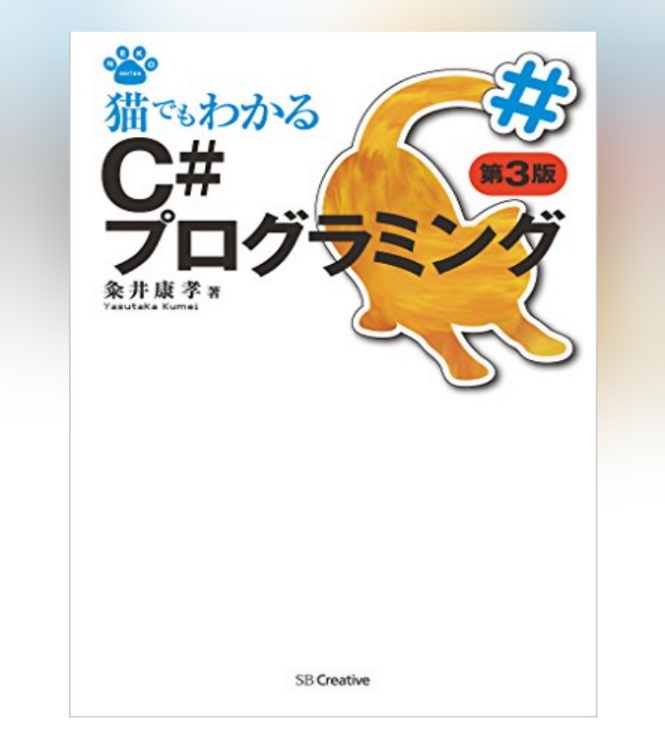 NEKO
series
猫でもわかる
#
第3版
C#
プログラミング
粂井康孝 著
Yasutaka Kumei
SB Creative